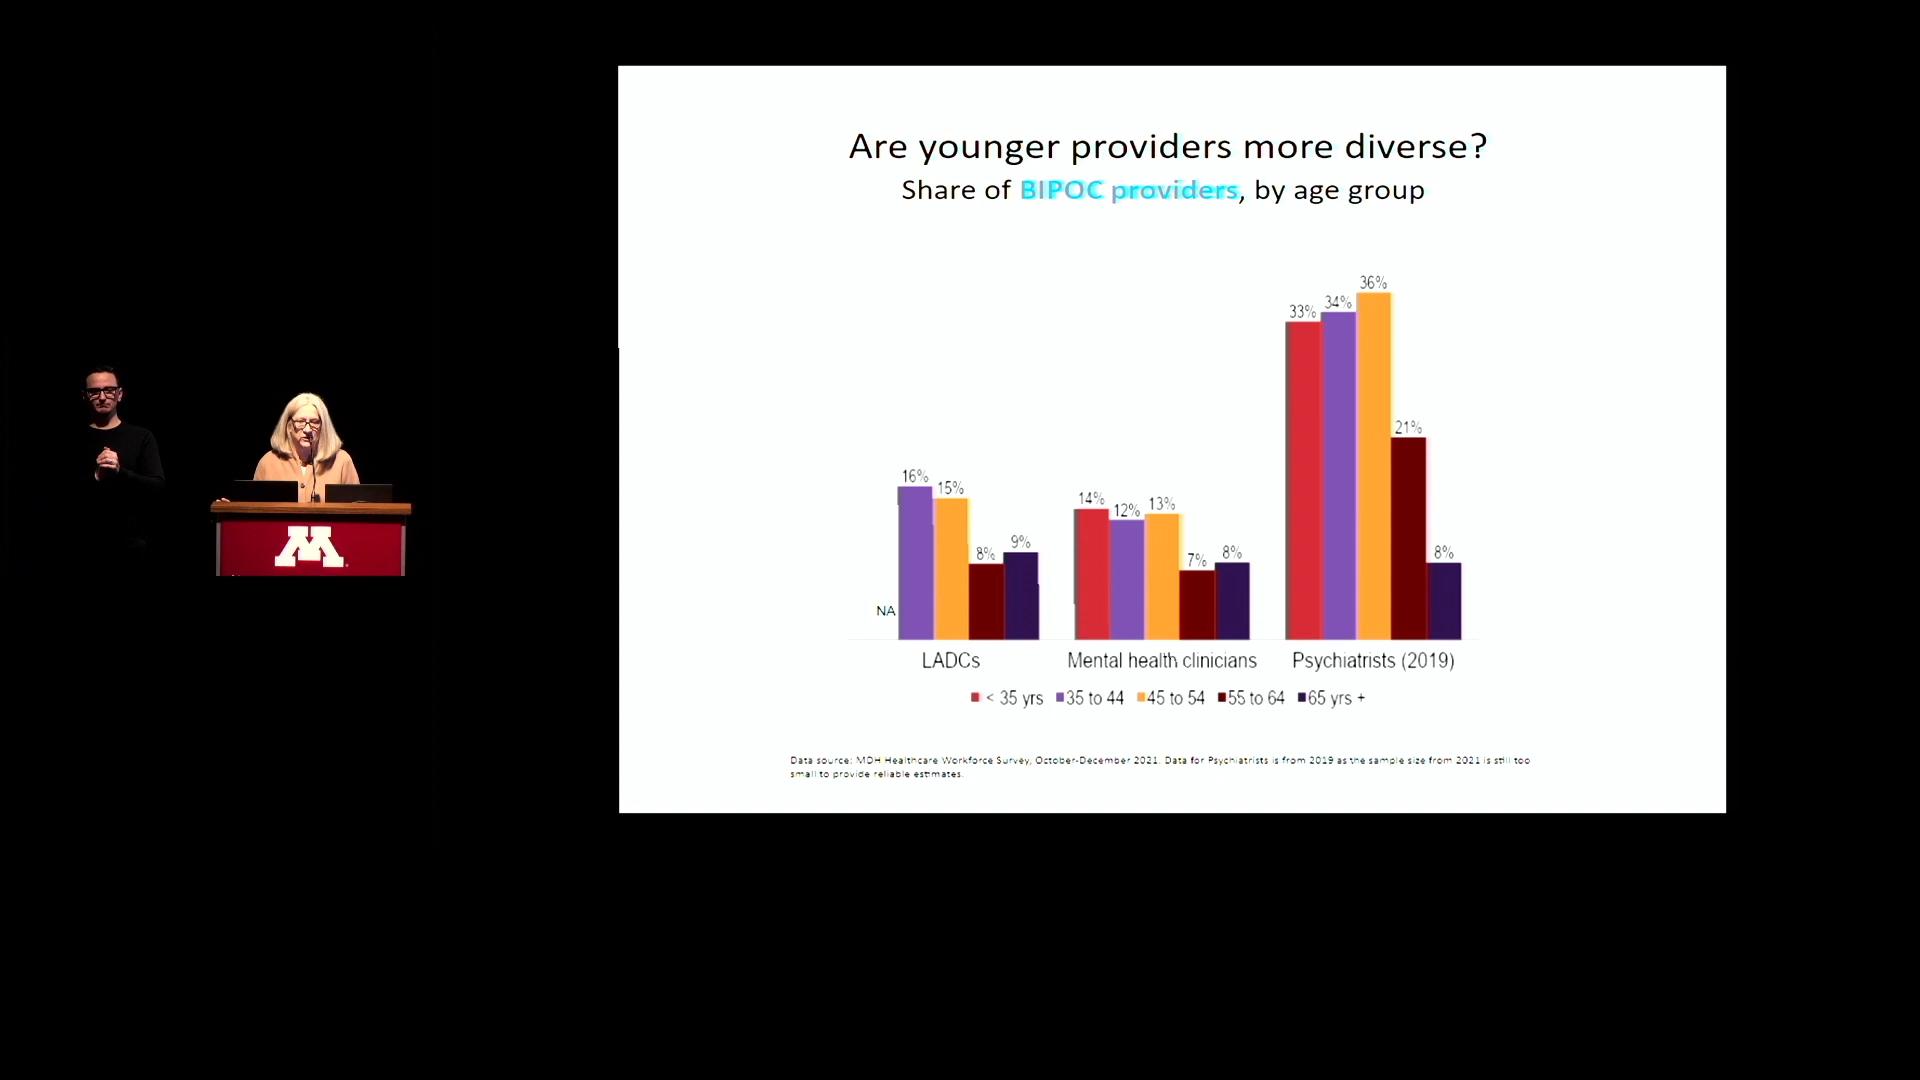 Are younger providers more diverse?
Share of BIPOC providers, by age group
36%
34%
33%
21%
16%
15%
14%
13%
12%
9%
8%
8%
7%
8%
NA
LADCs
Mental health clinicians
Psychiatrists (2019)
< 35 yrs 35 to 44 45 to 54 55 to 64 65 yrs +
Data source: MDH Healthcare Workforce Survey, October-December 2021. Data for Psychiatrists is from 2019 as the sample size from 2021 is still too
small to provide reliable estimates.
M